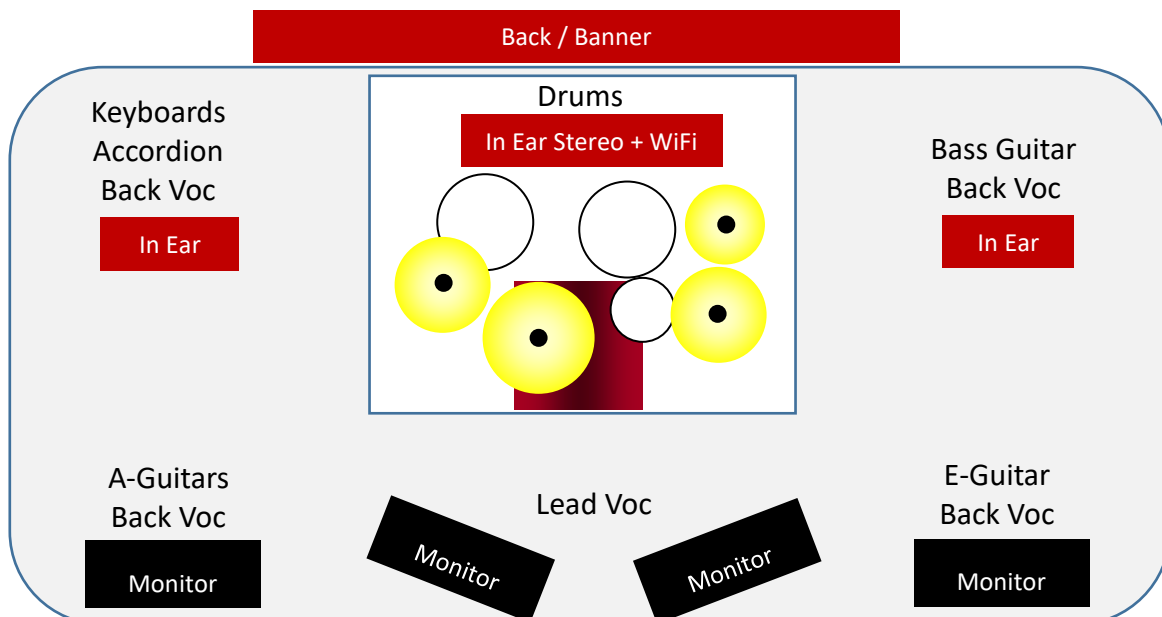 Back / Banner
Keyboards
Accordion
Back Voc
In Ear
Drums
In Ear Stereo + WiFi
Bass Guitar
Back Voc
In Ear
A-Guitars
Back Voc
Monitor
Lead Voc
Monitor
Monitor
E-Guitar
Back Voc
Monitor